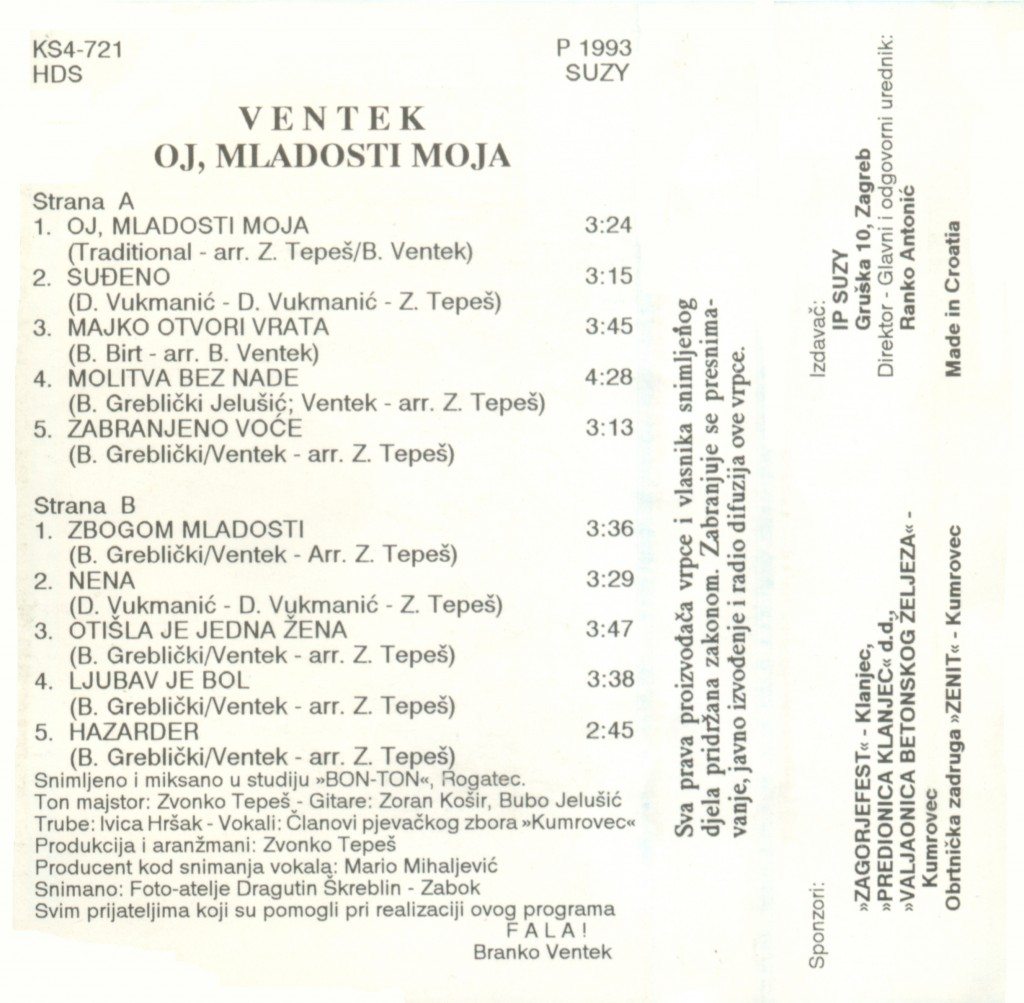 KS4-721
HDS
P 1993
SUZY
VENTEK
OJ, MLADOSTI MOJA
Strana A
1. OJ, MLADOSTI MOJA 3:24
(Traditional - arr. Z. Tepeš/B. Ventek)
2. SUĐENO 3:15
(D. Vukmanić - D. Vukmanić - Z. Tepeš)
3. MAJKO OTVORI VRATA 3:45
(B. Birt - arr. B. Ventek)
4. MOLITVA BEZ NADE 4:28
(B. Greblički Jelušić; Ventek - arr. Z. Tepeš)
5. ZABRANJENO VOĆE 3:13
(B. Greblički/Ventek - arr. Z. Tepeš)
Strana B
1. ZBOGOM MLADOSTI 3:36
(B. Greblički/Ventek - Arr. Z. Tepeš)
2. NENA 3:29
(D. Vukmanić - D. Vukmanić - Z. Tepeš)
3. OTIŠLA JE JEDNA ŽENA 3:47
(B. Greblički/Ventek - arr. Z. Tepeš)
4. LJUBAV JE BOL 3:38
(B. Greblički/Ventek - arr. Z. Tepeš)
5. HAZARDER 2:45
(B. Greblički/Ventek - arr. Z. Tepeš)
Snimljeno i miksano u studiju »BON-TON«, Rogatec.
Ton majstor: Zvonko Tepeš - Gitare: Zoran Košir, Bubo Jelušić
Trube: Ivica Hršak - Vokali: Članovi pjevačkog zbora »Kumrovec«
Produkcija i aranžmani: Zvonko Tepeš
Producent kod snimanja vokala: Mario Mihaljević
Snimano: Foto-atelje Dragutin Škreblin - Zabok
Svim prijateljima koji su pomogli pri realizaciji ovog programa
FALA!
Branko Ventek
Sva prava proizvođača vrpce i vlasnika snimljenog
djela pridržana zakonom. Zabranjuje se presnima-
vanje, javno izvođenje i radio difuzija ove vrpce.
Izdavač:
IP SUZY
Gruška 10, Zagreb
Direktor - Glavni i odgovorni urednik:
Ranko Antonić
Made in Croatia
Sponzori:
»ZAGORJEFEST« - Klanjec,
»PREDIONICA KLANJEC« d.d,,
»VALJAONICA BETONSKOG ŽELJEZA« -
Kumrovec
Obrtnička zadruga »ZENIT« - Kumrovec